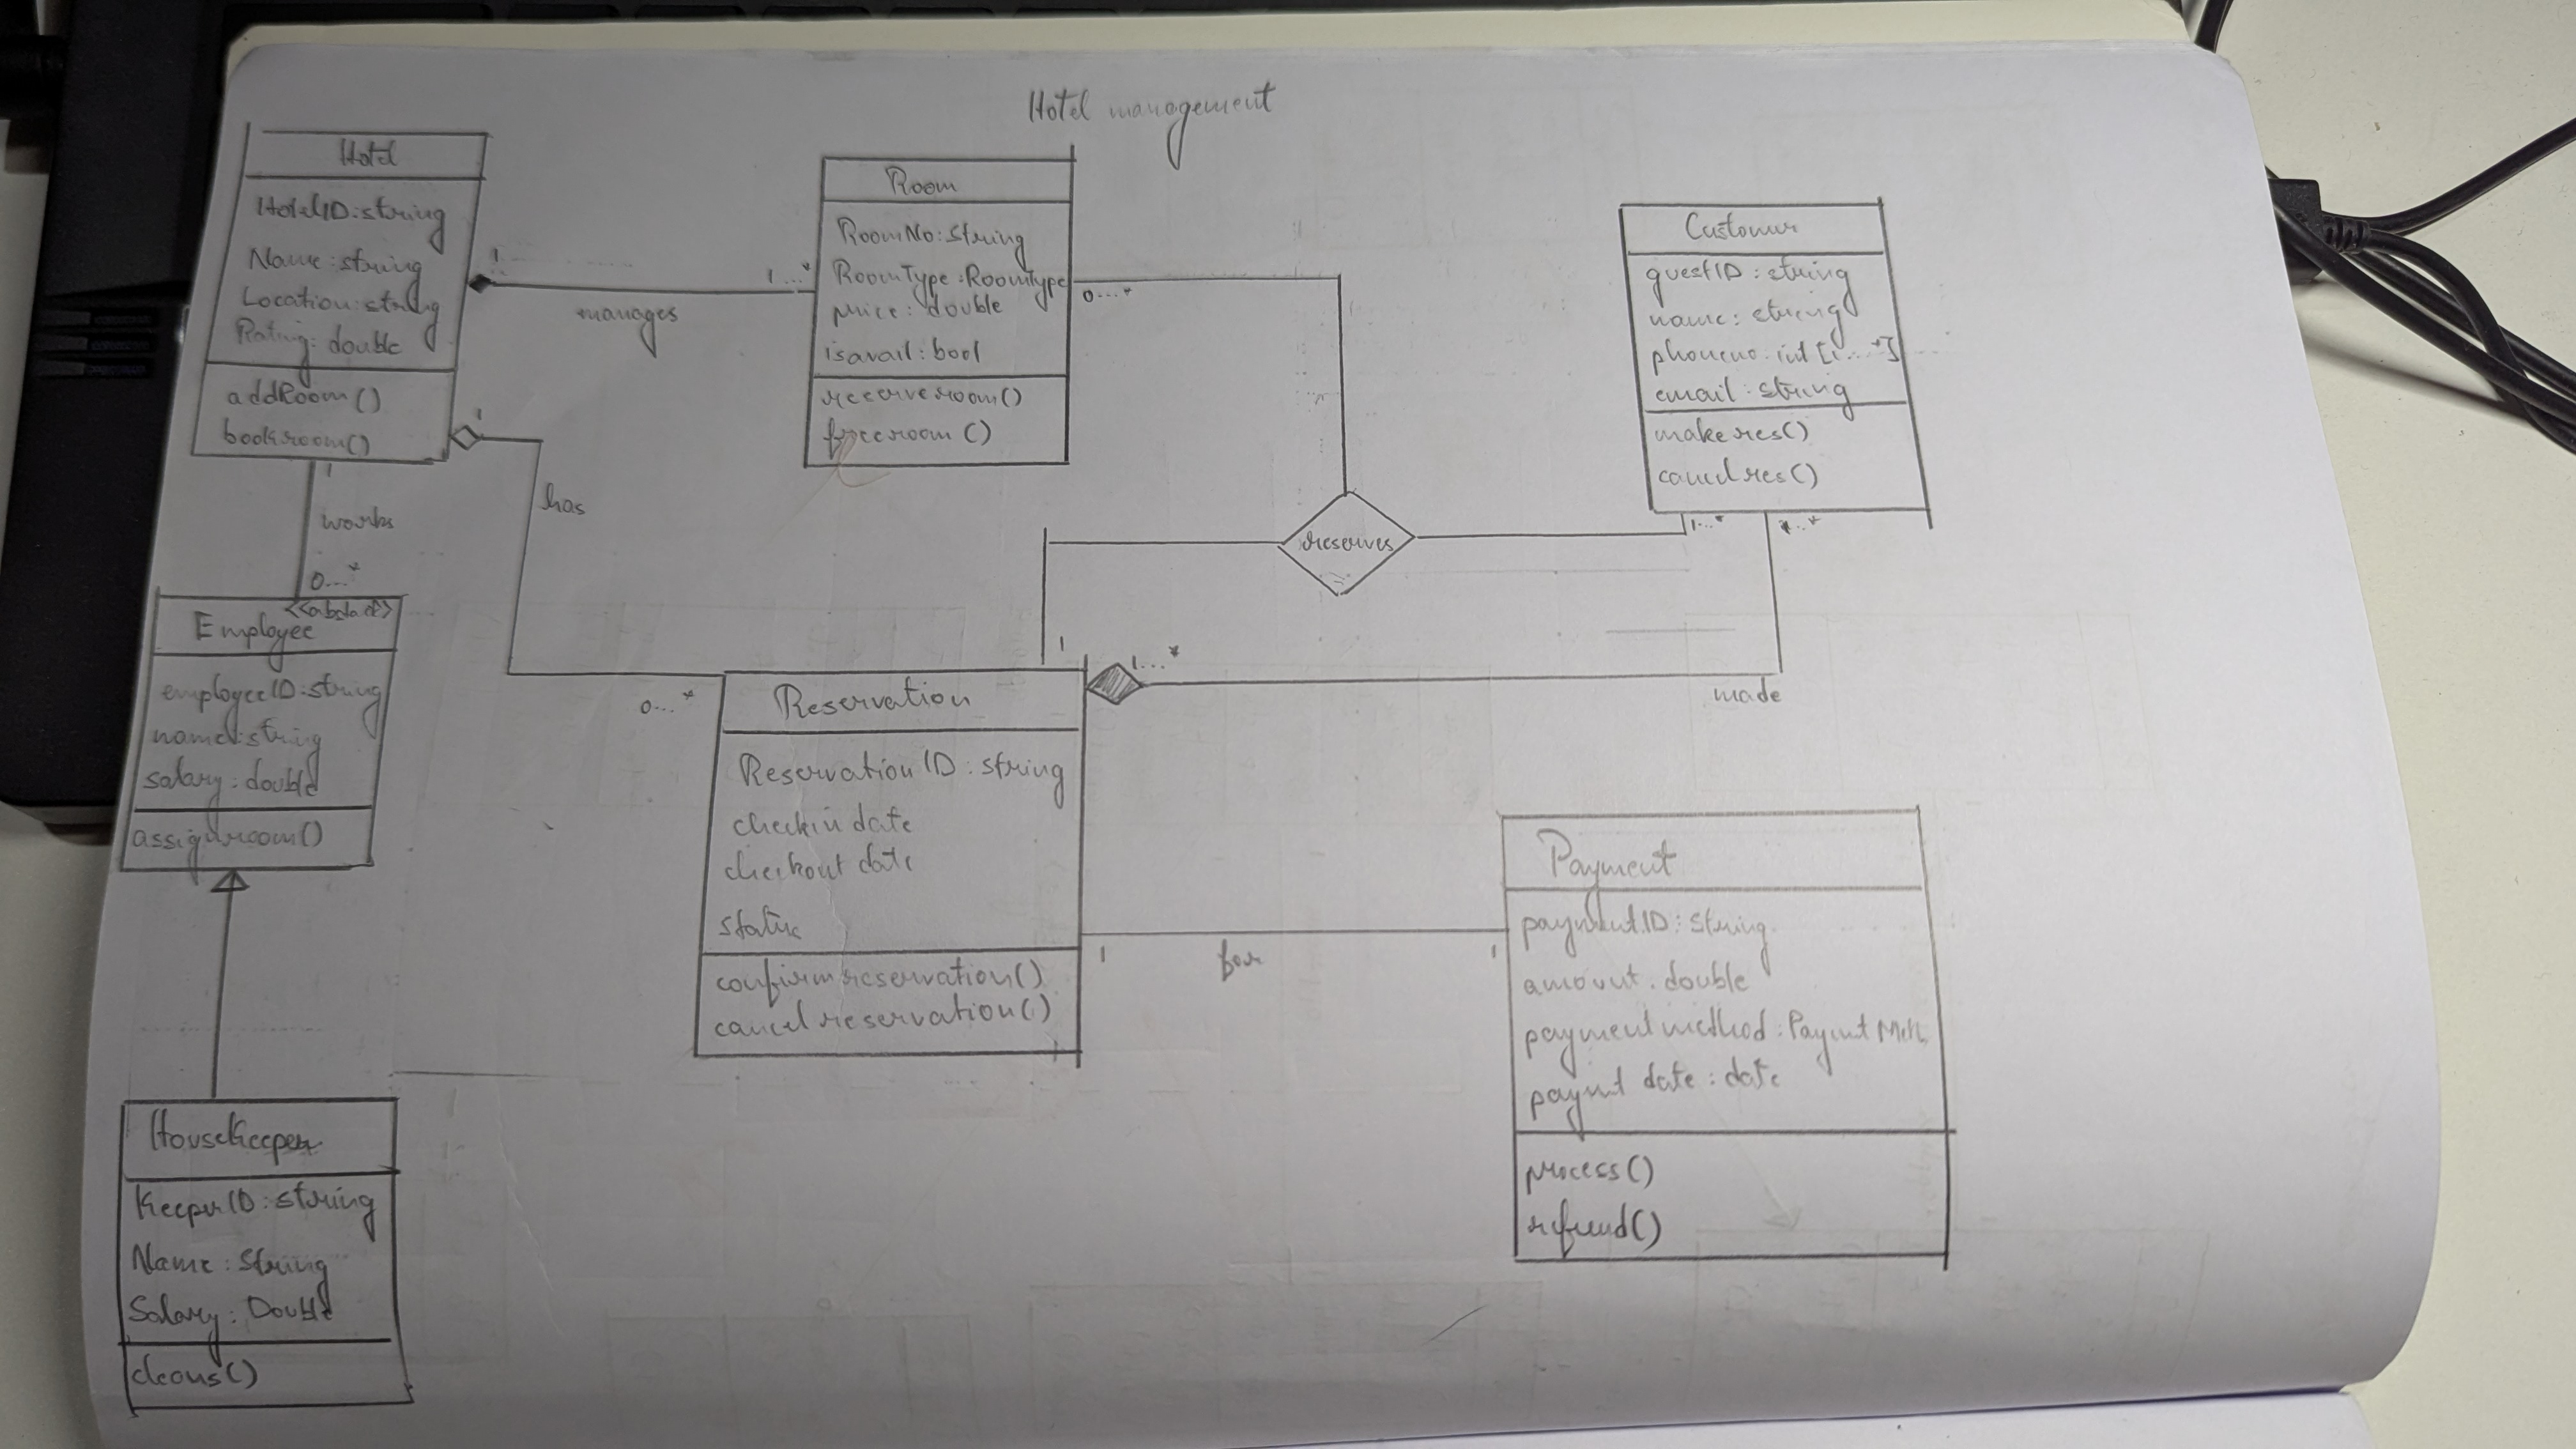 Hotel management
Hotel
HotelID:string
Name:string
Location:string
Rating: double
addRoom()
bookroom()
1
1...*
manages
Room
RoomNo:string
RoomType:RoomType
price: double
isavail:bool
reserveroom()
freeroom()
0...*
Customer
guestID:string
name: string
phoneno:int[1...*]
email:string
makeres()
cancelres()
1...*
reserves
1
has
0...*
1
works
0...*
<<abstact>>
Employee
employeeID:string
name:string
salary:double
assignroom()
1
1...*
made
Reservation
ReservationID:string
checkin date
checkout date
confirmreservation()
cancelreservation()
1
for
1
Payment
paymentID:string
amount:double
paymentmethod:
date:date
process()
refund()
HouseKeeper
KeeperID:string
Name:String
Salary:Double
cleans()